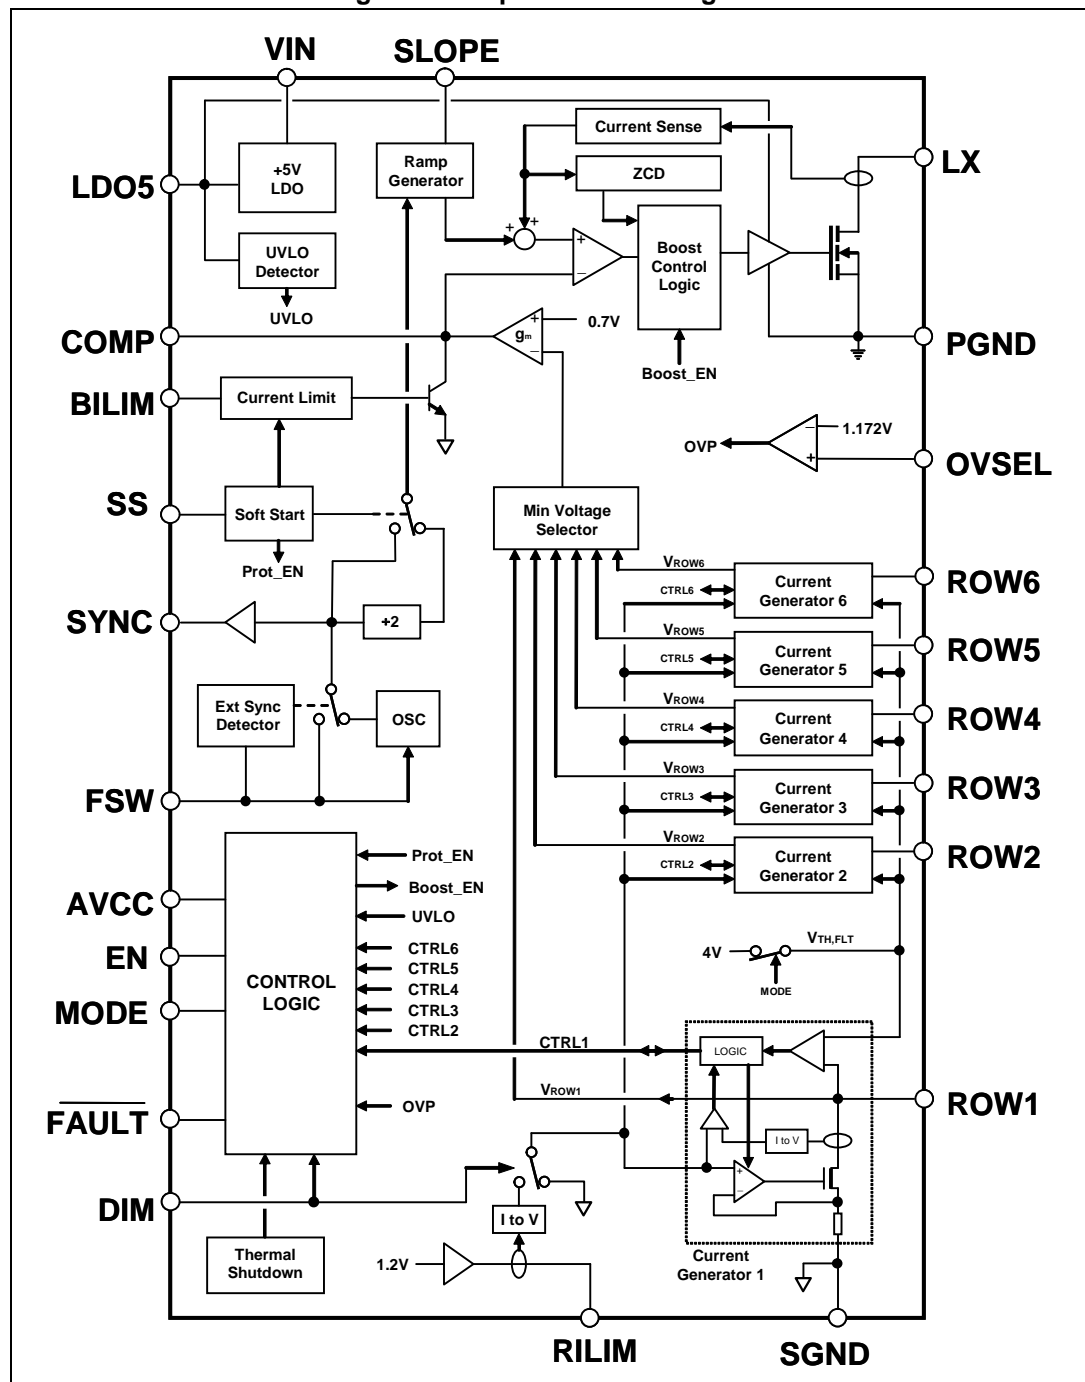 VIN
SLOPE
Current Sense
LX
+5V
LDO
Ramp
Generator
ZCD
LDO5
+
+
Boost
Control
Logic
+
−
UVLO
Detector
UVLO
COMP
gm
+
−
0.7V
PGND
Boost_EN
BILIM
Current Limit
OVP
−
+
1.172V
OVSEL
SS
Soft Start
Min Voltage
Selector
Prot_EN
VROW6
Current
Generator 6
ROW6
CTRL6
SYNC
+2
VROW5
Current
Generator 5
ROW5
CTRL5
Ext Sync
Detector
OSC
VROW4
Current
Generator 4
ROW4
CTRL4
VROW3
Current
Generator 3
ROW3
CTRL3
FSW
VROW2
Current
Generator 2
ROW2
CTRL2
Prot_EN
Boost_EN
AVCC
UVLO
VTH,FLT
4V
EN
CTRL6
CTRL5
CONTROL
LOGIC
CTRL4
CTRL3
CTRL2
MODE
MODE
CTRL1
LOGIC
VROW1
ROW1
FAULT
OVP
I to V
+
−
DIM
I to V
Thermal
Shutdown
1.2V
Current
Generator 1
RILIM
SGND